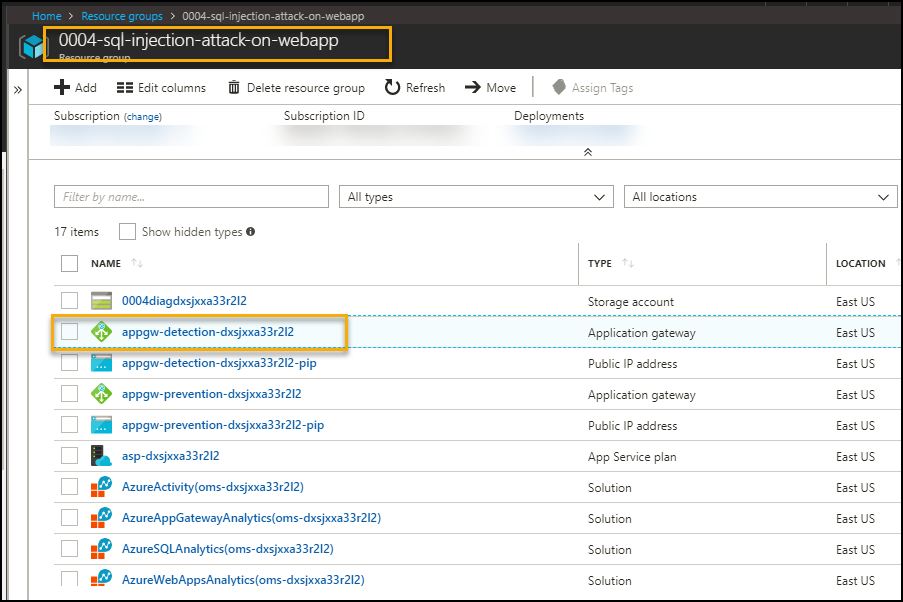 Home > Resource groups > 0004-sql-injection-attack-on-webapp
0004-sql-injection-attack-on-webapp
Resource group
Add Edit columns Delete resource group Refresh Move Assign Tags
Subscription (change) Subscription ID Deployments
Filter by name... All types All locations
17 items Show hidden types
NAME TYPE LOCATION
0004diagdxsjxxa33r2l2 Storage account East US
appgw-detection-dxsjxxa33r2l2 Application gateway East US
appgw-detection-dxsjxxa33r2l2-pip Public IP address East US
appgw-prevention-dxsjxxa33r2l2 Application gateway East US
appgw-prevention-dxsjxxa33r2l2-pip Public IP address East US
asp-dxsjxxa33r2l2 App Service plan East US
AzureActivity(oms-dxsjxxa33r2l2) Solution East US
AzureAppGatewayAnalytics(oms-dxsjxxa33r2l2) Solution East US
AzureSQLAnalytics(oms-dxsjxxa33r2l2) Solution East US
AzureWebAppsAnalytics(oms-dxsjxxa33r2l2) Solution East US